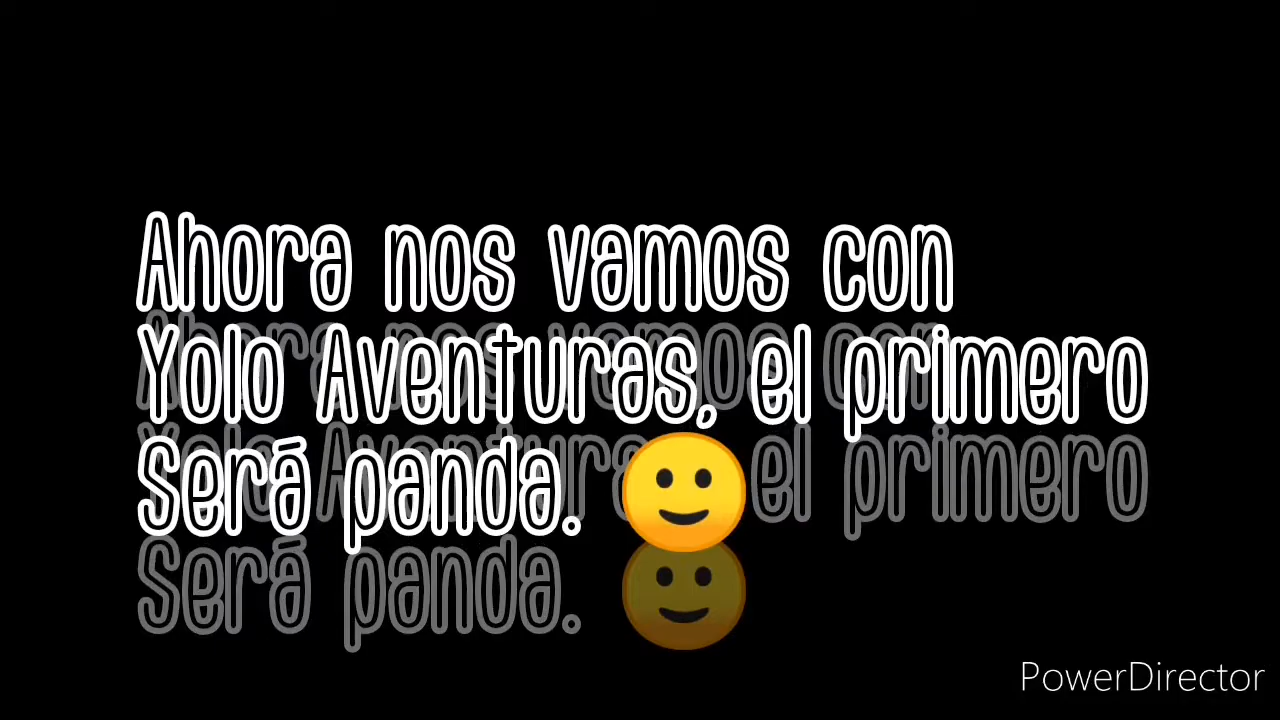 Ahora nos vamos con
Yolo Aventuras, el primero
Será panda. 🙂
PowerDirector